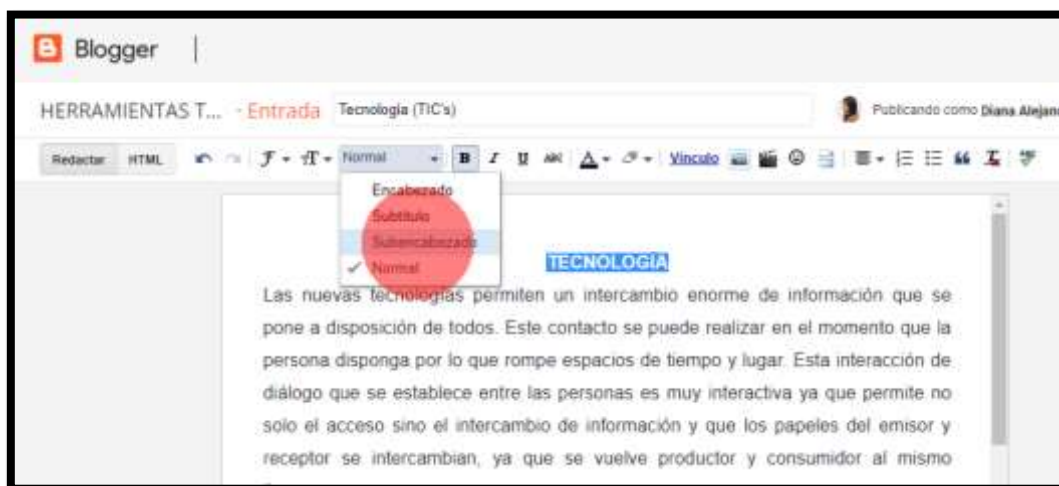 Blogger
HERRAMIENTAS T... - Entrada Tecnología (TIC's) Publicando como Diana Alejan
Redactar HTML Normal B I U ABC A Vínculo
Encabezado
Subtítulo
Subencabezado
Normal
TECNOLOGÍA
Las nuevas tecnologías permiten un intercambio enorme de información que se
pone a disposición de todos. Este contacto se puede realizar en el momento que la
persona disponga por lo que rompe espacios de tiempo y lugar. Esta interacción de
diálogo que se establece entre las personas es muy interactiva ya que permite no
solo el acceso sino el intercambio de información y que los papeles del emisor y
receptor se intercambian, ya que se vuelve productor y consumidor al mismo